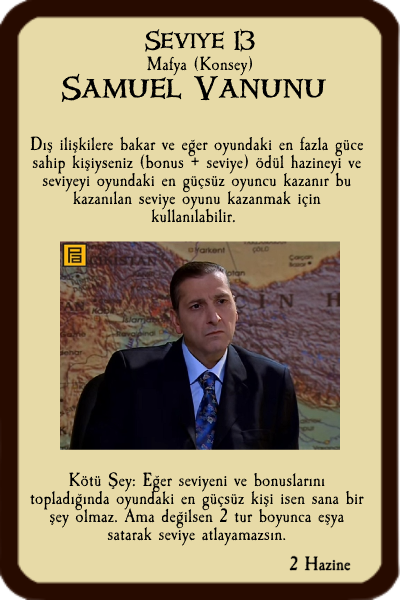 SEVIYE 13
Mafya (Konsey)
SAMUEL VANUNU
Dış ilişkilere bakar ve eğer oyundaki en fazla güce
sahip kişiyseniz (bonus + seviye) ödül hazineyi ve
seviyeyi oyundaki en güçsüz oyuncu kazanır bu
kazanılan seviye oyunu kazanmak için
kullanılabilir.
Kötü Şey: Eğer seviyeni ve bonuslarını
topladığında oyundaki en güçsüz kişi isen sana bir
şey olmaz. Ama değilsen 2 tur boyunca eşya
satarak seviye atlayamazsın.
2 Hazine